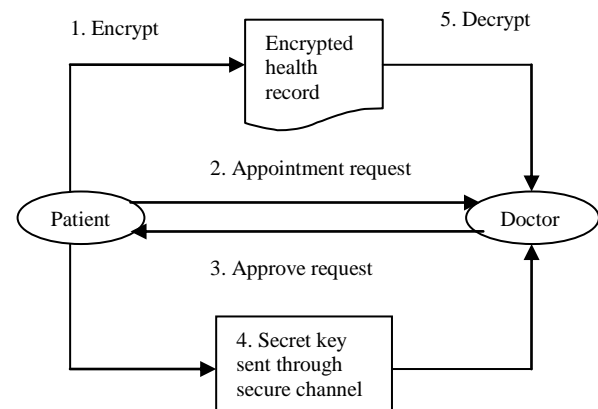 1. Encrypt
5. Decrypt
Encrypted
health
record
2. Appointment request
Patient
Doctor
3. Approve request
4. Secret key
sent through
secure channel